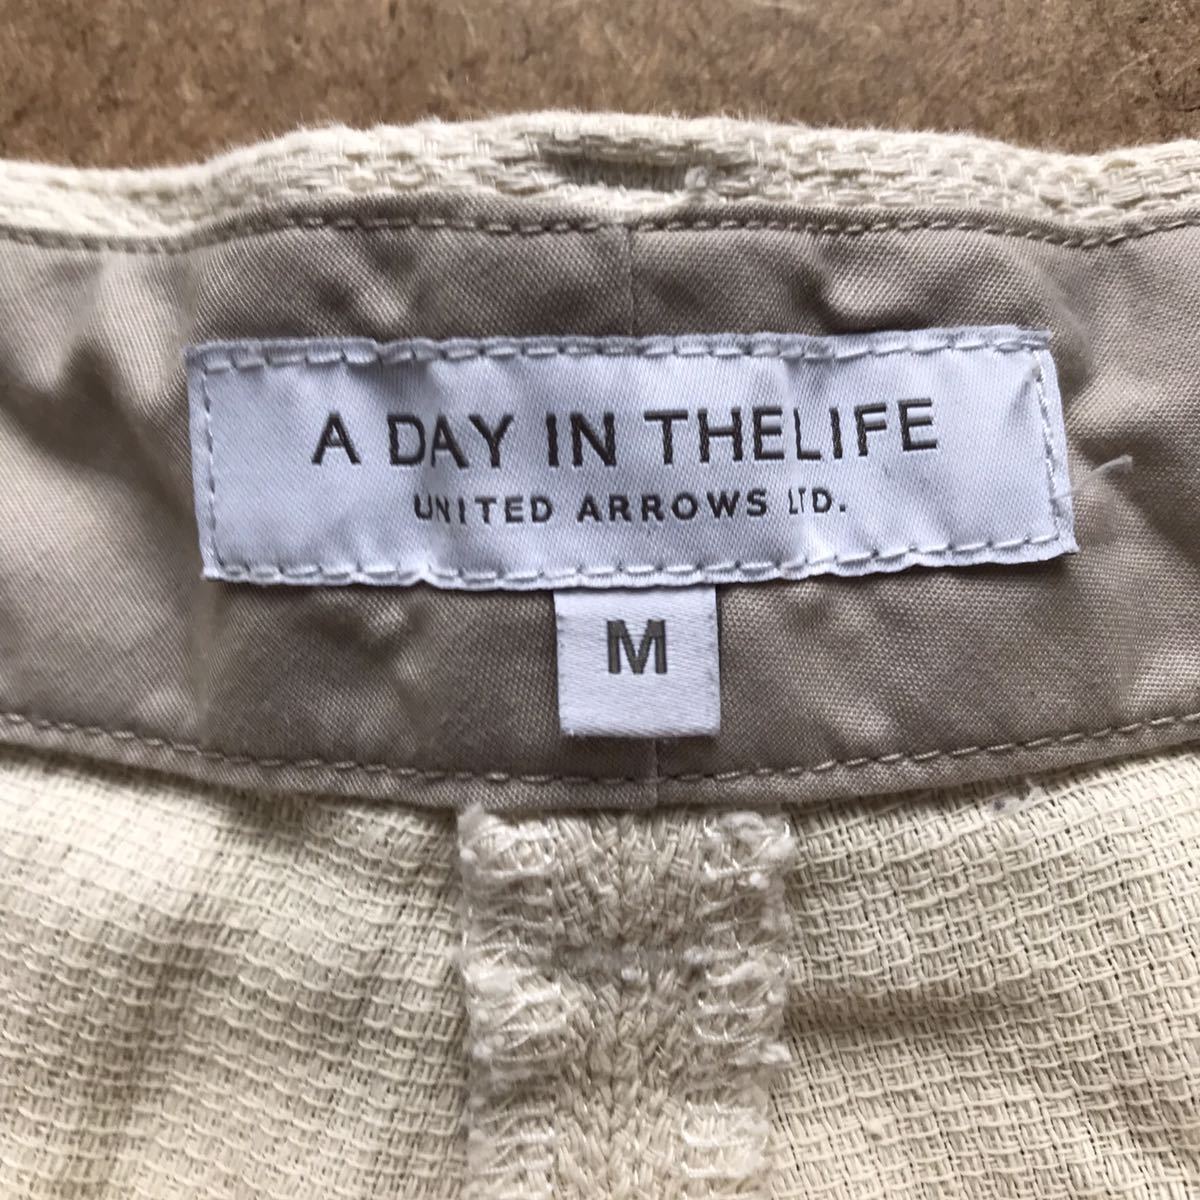 A DAY IN THELIFE
UNITED ARROWS LTD.
M